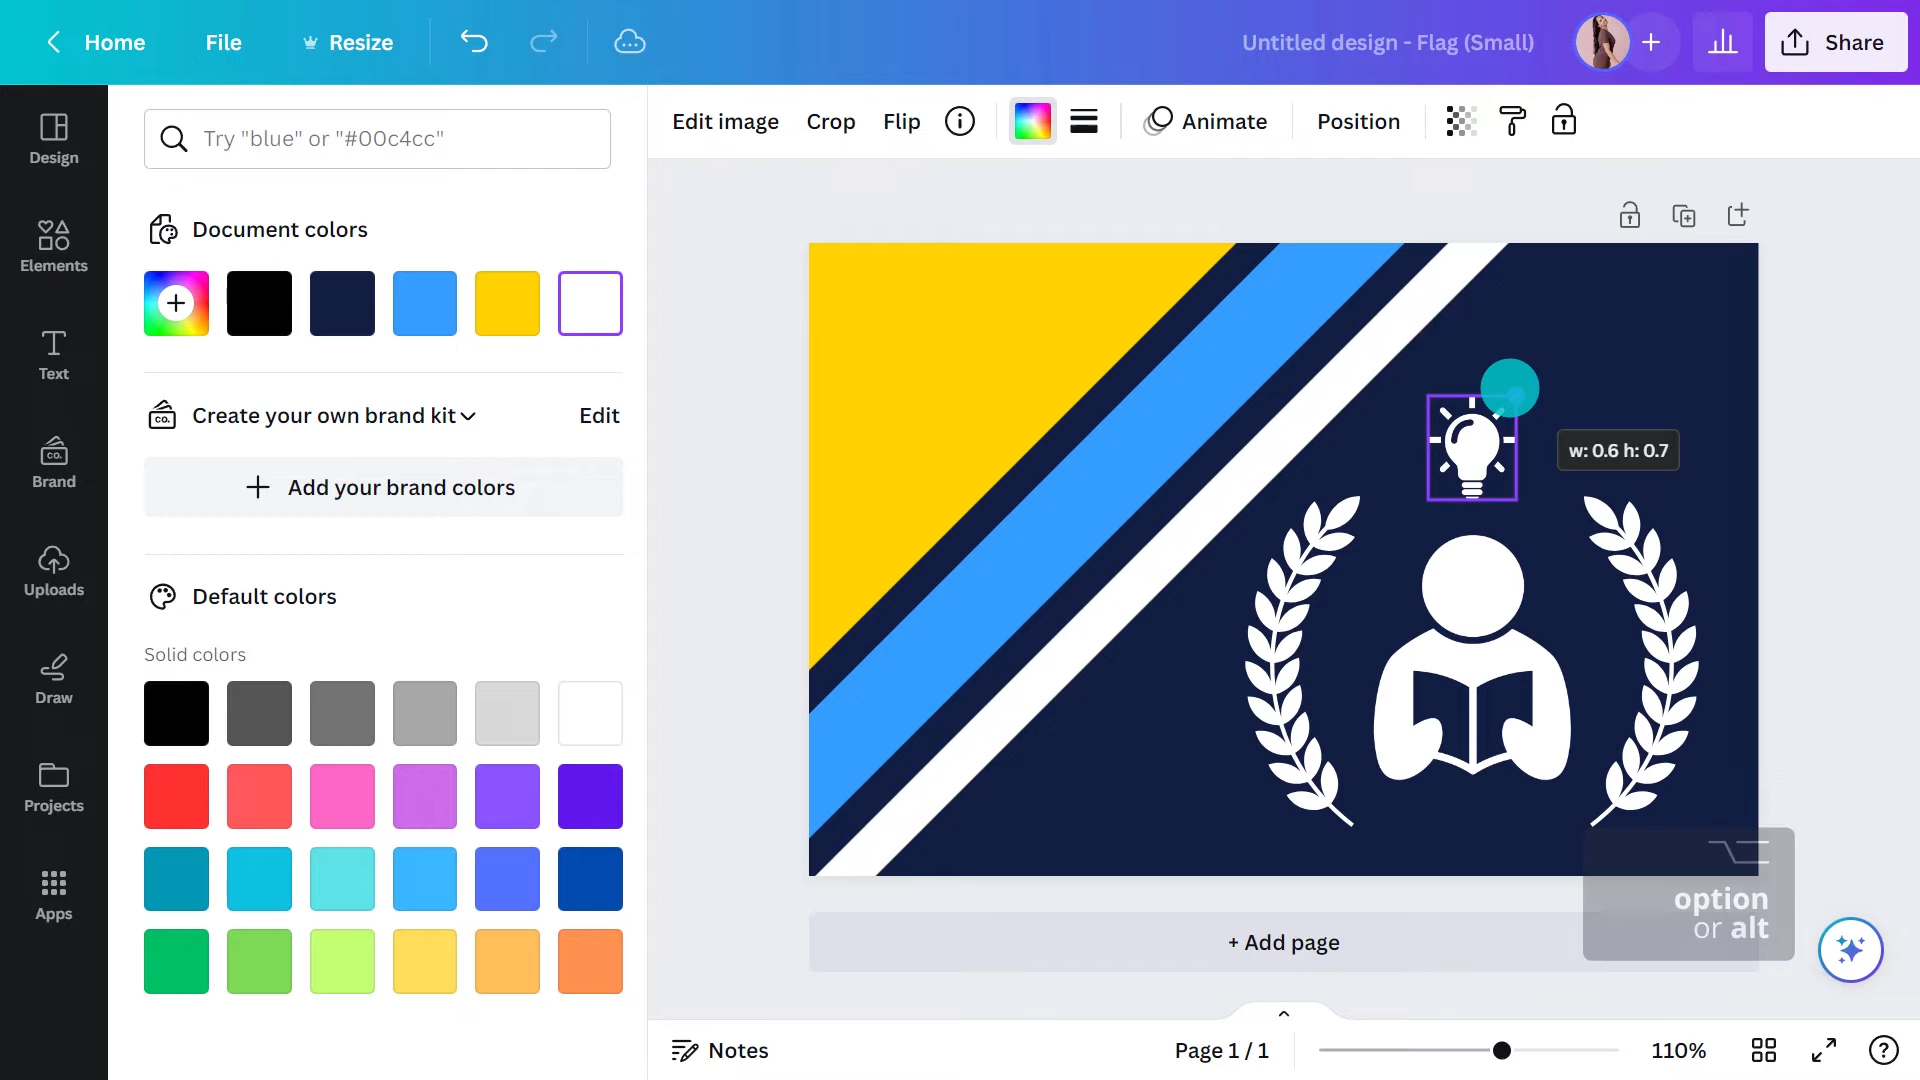 Home
File
Resize
Untitled design - Flag (Small)
Share
Design
Elements
Text
Brand
Uploads
Draw
Projects
Apps
Try "blue" or "#00c4cc"
Document colors
CO.
Create your own brand kit
Edit
Add your brand colors
Default colors
Solid colors
Edit image
Crop
Flip
Animate
Position
w: 0.6 h: 0.7
option
or alt
+ Add page
Notes
Page 1 / 1
110%